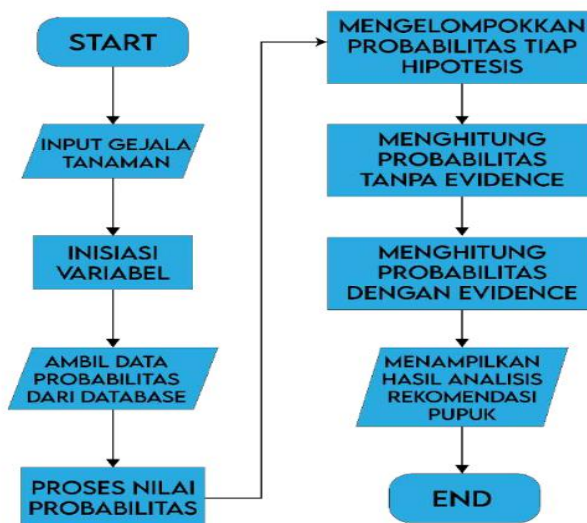 START
INPUT GEJALA
TANAMAN
INISIASI
VARIABEL
AMBIL DATA
PROBABILITAS
DARI DATABASE
PROSES NILAI
PROBABILITAS
MENGELOMPOKKAN
PROBABILITAS TIAP
HIPOTESIS
MENGHITUNG
PROBABILITAS
TANPA EVIDENCE
MENGHITUNG
PROBABILITAS
DENGAN EVIDENCE
MENAMPILKAN
HASIL ANALISIS
REKOMENDASI
PUPUK
END